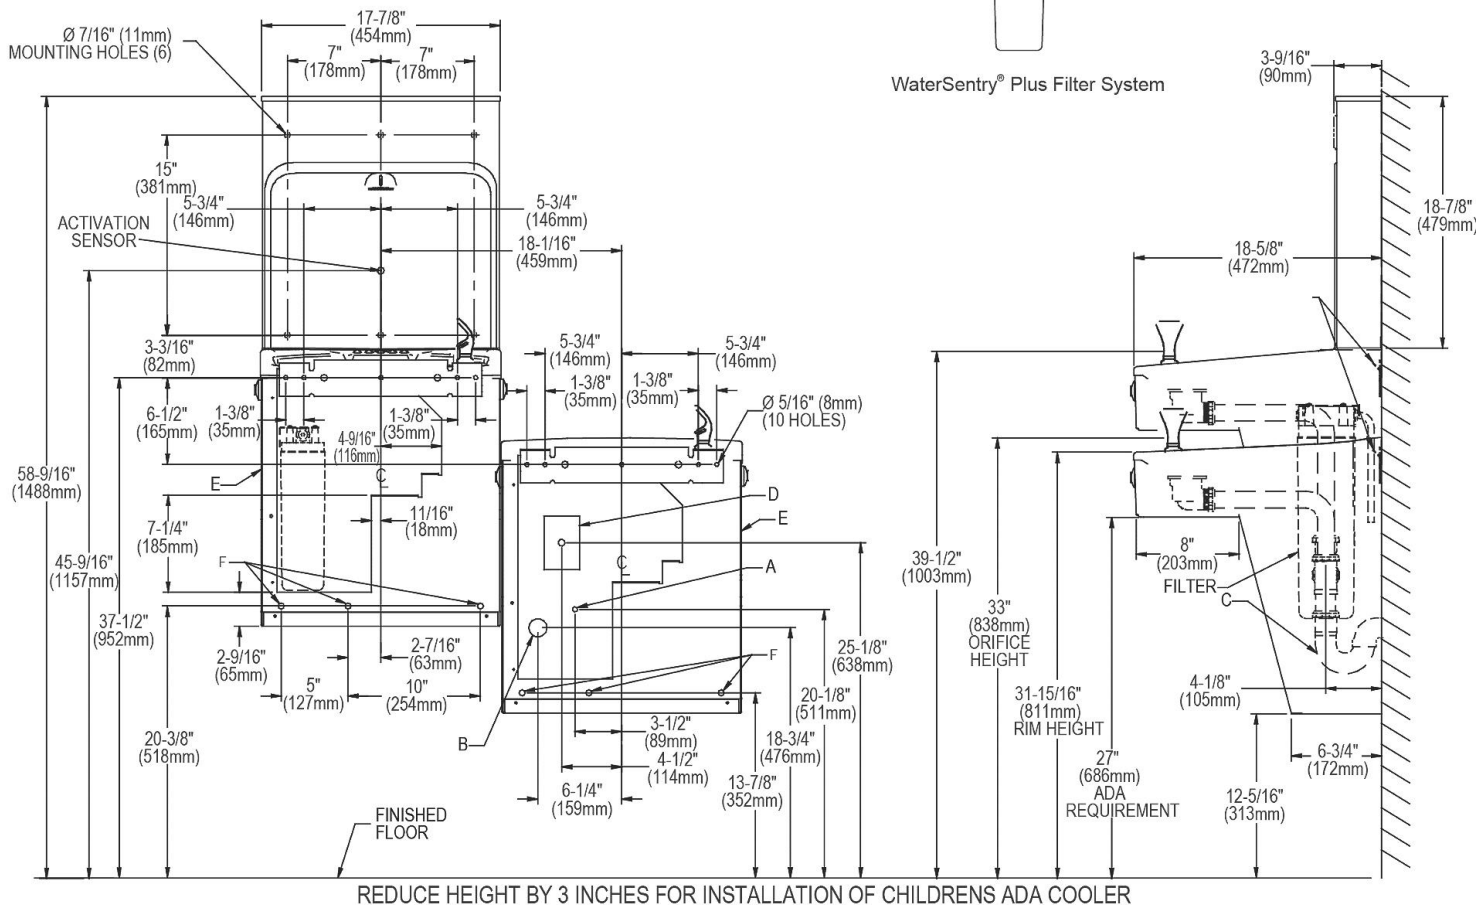 17-7/8"
(454mm)
Ø 7/16" (11mm)
MOUNTING HOLES (6)
7"
(178mm)
7"
(178mm)
WaterSentry® Plus Filter System
3-9/16"
(90mm)
15"
(381mm)
5-3/4"
(146mm)
5-3/4"
(146mm)
ACTIVATION
SENSOR
18-1/16"
(459mm)
18-7/8"
(479mm)
18-5/8"
(472mm)
3-3/16"
(82mm)
5-3/4"
(146mm)
5-3/4"
(146mm)
1-3/8"
(35mm)
1-3/8"
(35mm)
Ø 5/16" (8mm)
(10 HOLES)
6-1/2"
(165mm)
1-3/8"
(35mm)
1-3/8"
(35mm)
4-9/16"
(116mm)
C
58-9/16"
(1488mm)
E
D
E
11/16"
(18mm)
7-1/4"
(185mm)
F
45-9/16"
(1157mm)
C
A
39-1/2"
(1003mm)
8"
(203mm)
FILTER
C
37-1/2"
(952mm)
33"
(838mm)
ORIFICE
HEIGHT
2-9/16"
(65mm)
2-7/16"
(63mm)
5"
(127mm)
10"
(254mm)
F
25-1/8"
(638mm)
20-1/8"
(511mm)
31-15/16"
(811mm)
RIM HEIGHT
4-1/8"
(105mm)
20-3/8"
(518mm)
B
3-1/2"
(89mm)
4-1/2"
(114mm)
18-3/4"
(476mm)
6-1/4"
(159mm)
13-7/8"
(352mm)
27"
(686mm)
ADA
REQUIREMENT
6-3/4"
(172mm)
12-5/16"
(313mm)
FINISHED
FLOOR
REDUCE HEIGHT BY 3 INCHES FOR INSTALLATION OF CHILDRENS ADA COOLER